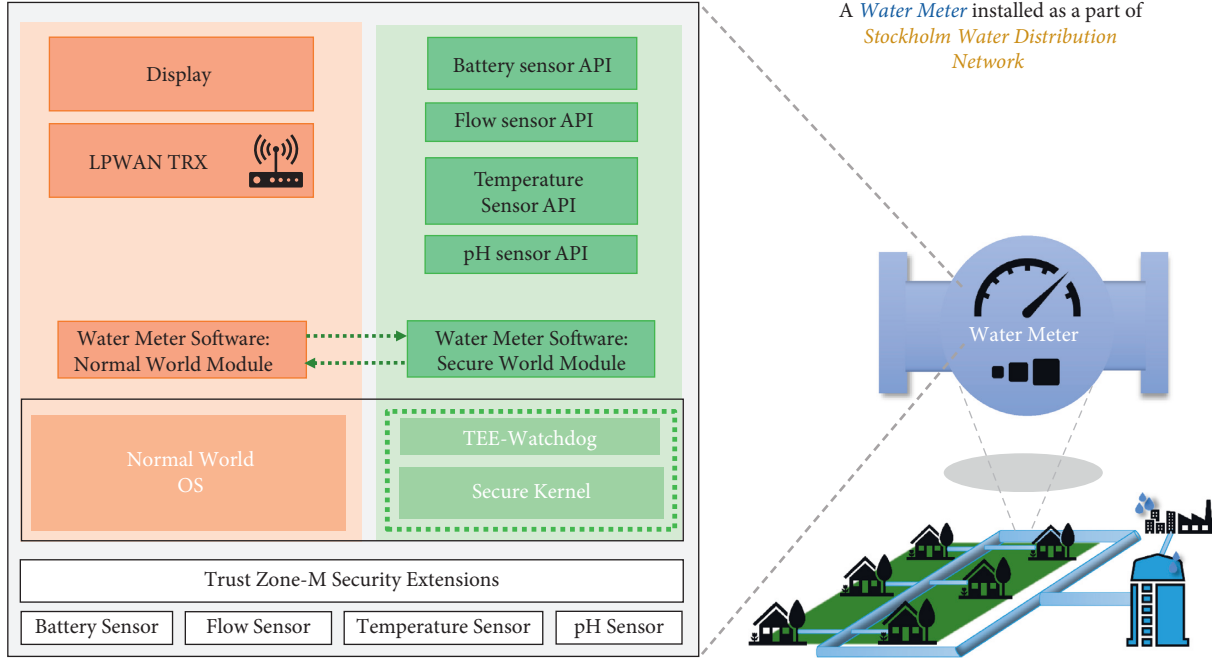 A Water Meter installed as a part of
Stockholm Water Distribution
Network
Display
LPWAN TRX
Battery sensor API
Flow sensor API
Temperature
Sensor API
pH sensor API
Water Meter Software:
Normal World Module
Water Meter Software:
Secure World Module
Normal World
OS
TEE-Watchdog
Secure Kernel
Trust Zone-M Security Extensions
Battery Sensor
Flow Sensor
Temperature Sensor
pH Sensor
Water Meter